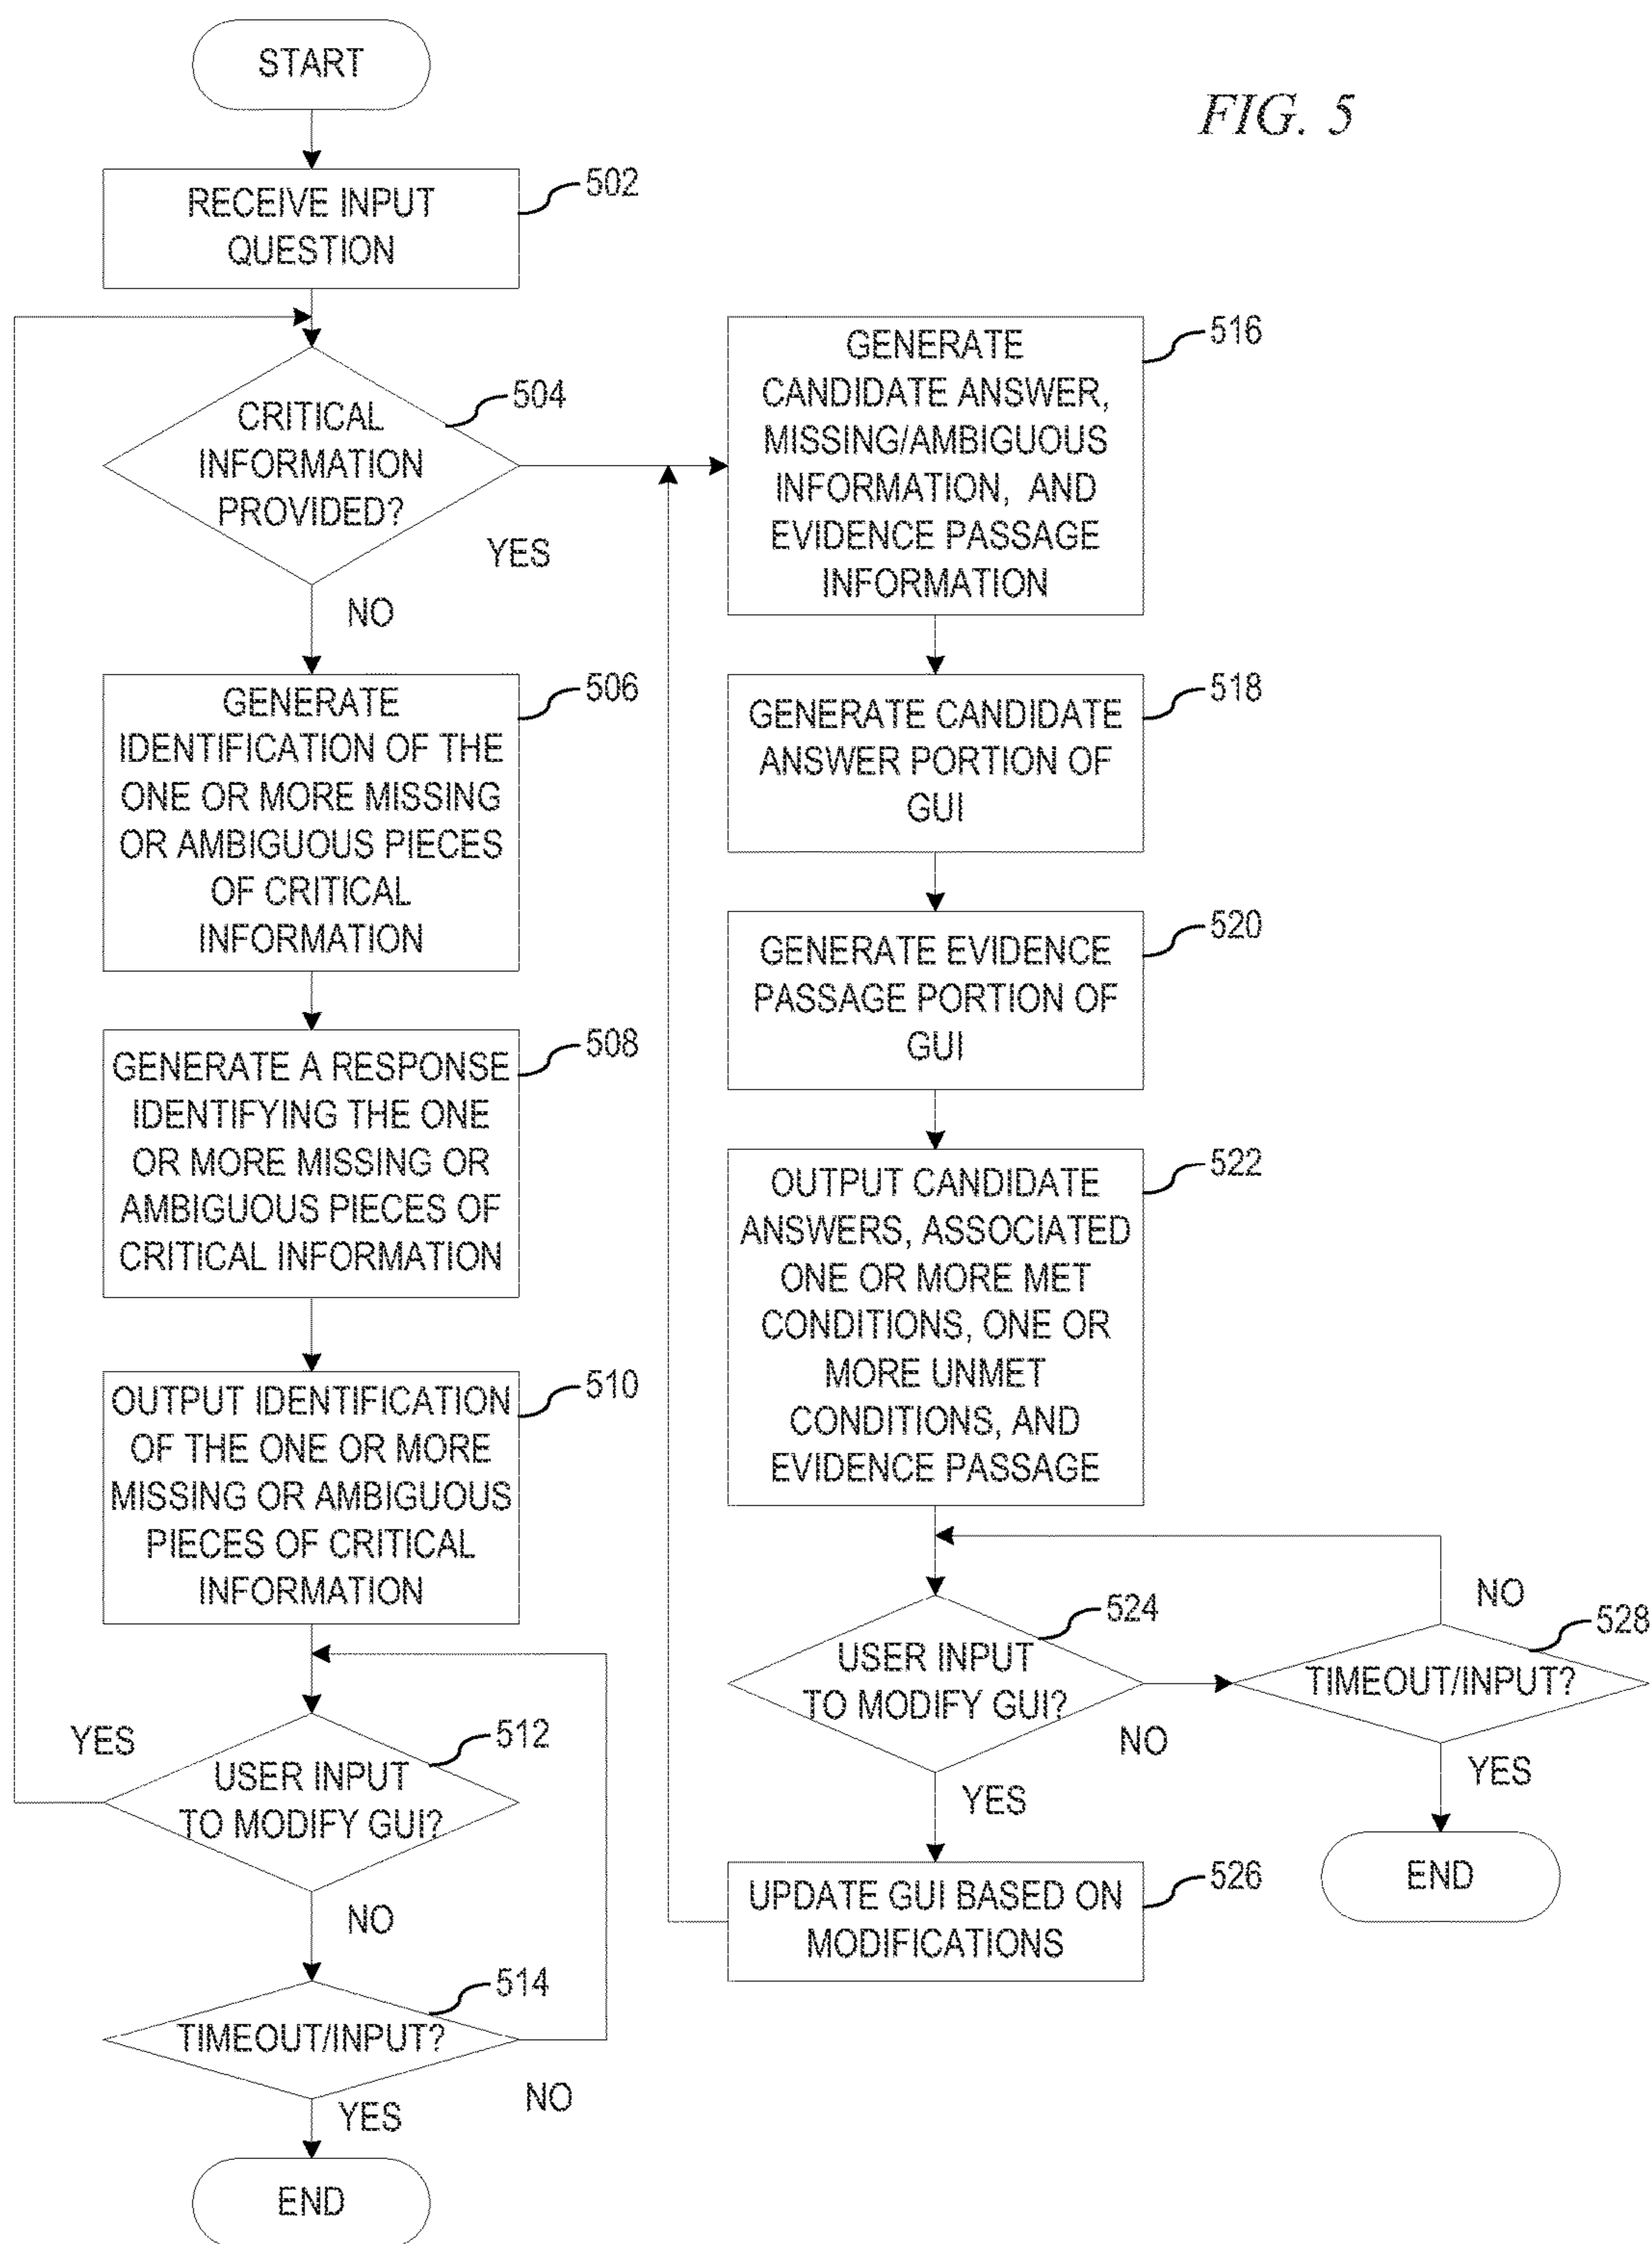 START
FIG. 5
RECEIVE INPUT
QUESTION
502
CRITICAL
INFORMATION
PROVIDED?
504
YES
NO
GENERATE
IDENTIFICATION OF THE
ONE OR MORE MISSING
OR AMBIGUOUS PIECES
OF CRITICAL
INFORMATION
506
GENERATE A RESPONSE
IDENTIFYING THE ONE
OR MORE MISSING OR
AMBIGUOUS PIECES OF
CRITICAL INFORMATION
508
OUTPUT IDENTIFICATION
OF THE ONE OR MORE
MISSING OR AMBIGUOUS
PIECES OF CRITICAL
INFORMATION
510
YES
USER INPUT
TO MODIFY GUI?
512
NO
TIMEOUT/INPUT?
514
NO
YES
END
GENERATE
CANDIDATE ANSWER,
MISSING/AMBIGUOUS
INFORMATION, AND
EVIDENCE PASSAGE
INFORMATION
516
GENERATE CANDIDATE
ANSWER PORTION OF
GUI
518
GENERATE EVIDENCE
PASSAGE PORTION OF
GUI
520
OUTPUT CANDIDATE
ANSWERS, ASSOCIATED
ONE OR MORE MET
CONDITIONS, ONE OR
MORE UNMET
CONDITIONS, AND
EVIDENCE PASSAGE
522
USER INPUT
TO MODIFY GUI?
524
NO
YES
UPDATE GUI BASED ON
MODIFICATIONS
526
NO
TIMEOUT/INPUT?
528
YES
END